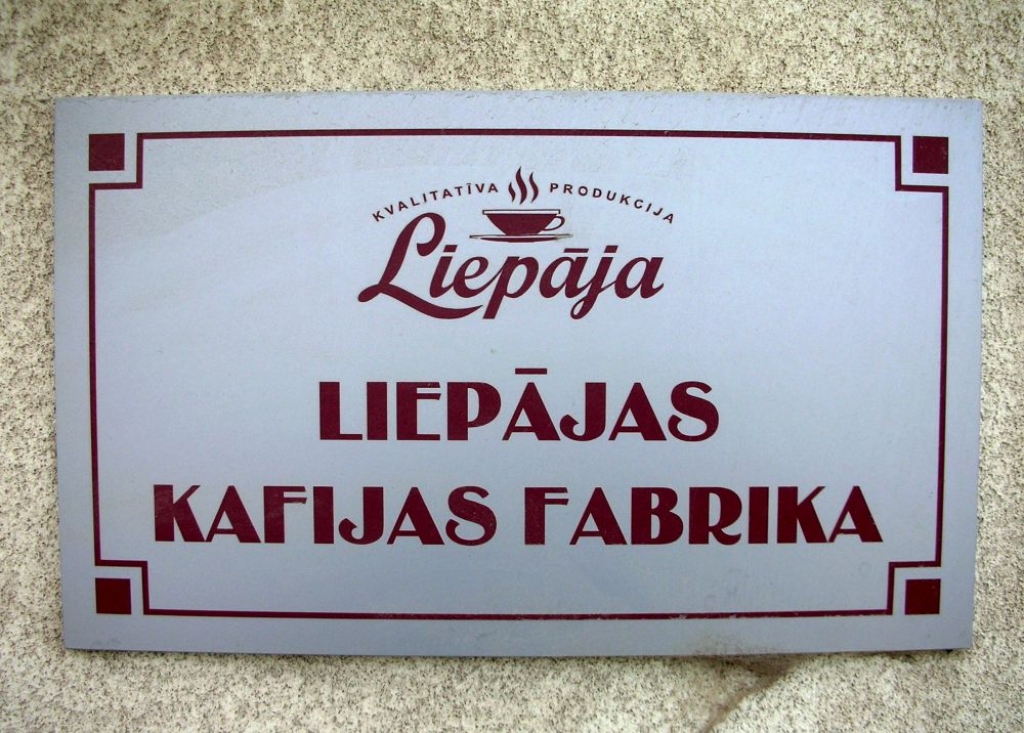 KVALITATĪVA PRODUKCIJA
Liepāja
LIEPĀJAS
KAFIJAS FABRIKA